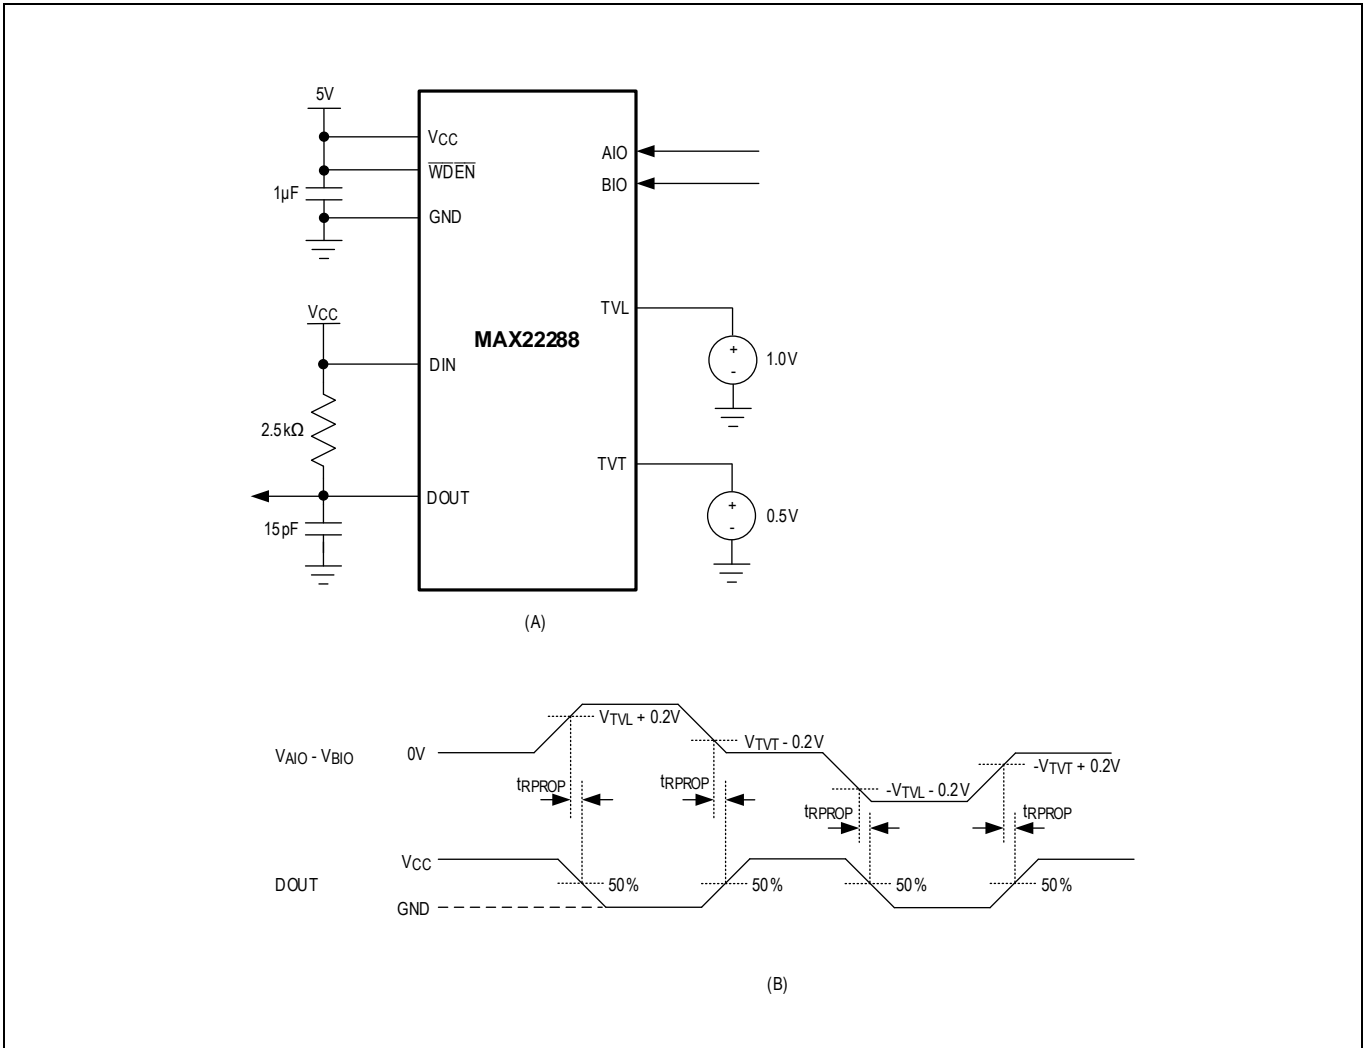 5V
VCC
WDEN
1µF
GND
AIO
BIO
TVL
1.0V
+
-
VCC
MAX22288
DIN
2.5kΩ
TVT
0.5V
+
-
DOUT
15pF
(A)
VAIO - VBIO
0V
VTVL + 0.2V
VTVT - 0.2V
-VTVL - 0.2V
-VTVT + 0.2V
tRPROP
tRPROP
tRPROP
tRPROP
VCC
DOUT
50%
50%
50%
50%
GND
(B)